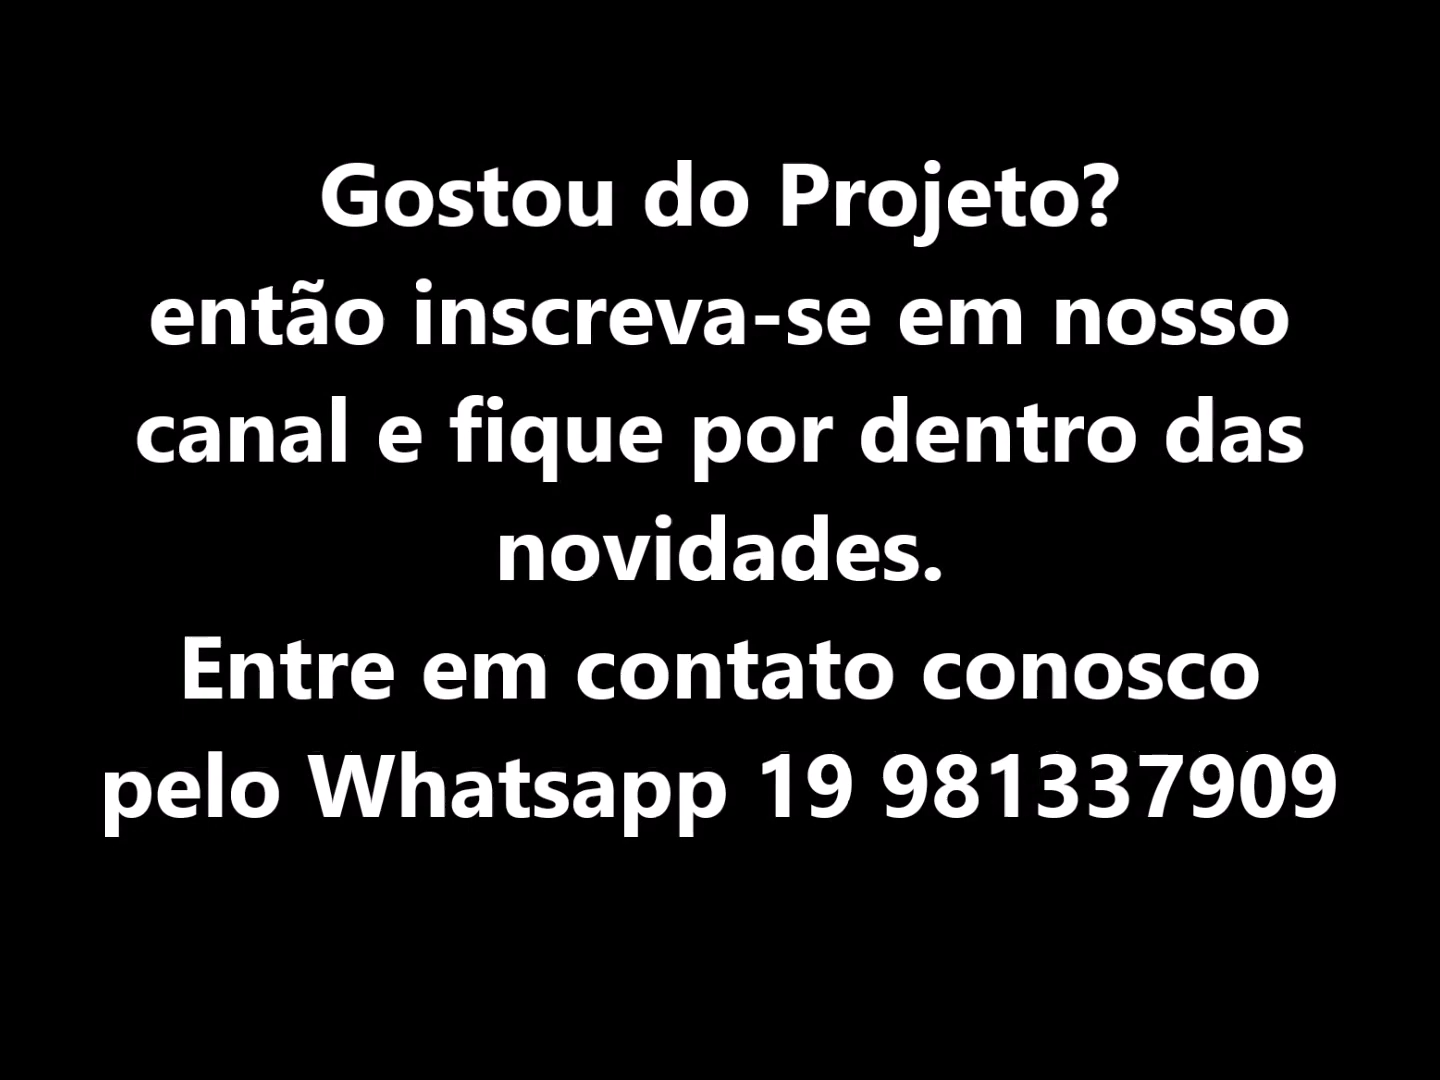 Gostou do Projeto?
então inscreva-se em nosso
canal e fique por dentro das
novidades.
Entre em contato conosco
pelo Whatsapp 19 981337909